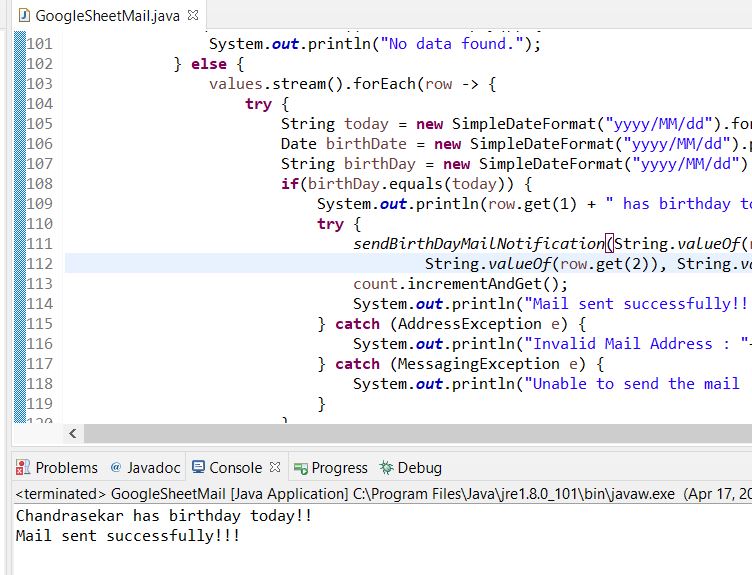 GoogleSheetMail.java
101 System.out.println("No data found.");
102 } else {
103 values.stream().forEach(row -> {
104 try {
105 String today = new SimpleDateFormat("yyyy/MM/dd").for
106 Date birthDate = new SimpleDateFormat("yyyy/MM/dd").p
107 String birthDay = new SimpleDateFormat("yyyy/MM/dd")
108 if(birthDay.equals(today)) {
109 System.out.println(row.get(1) + " has birthday to
110 try {
111 sendBirthDayMailNotification(String.valueOf(r
112 String.valueOf(row.get(2)), String.va
113 count.incrementAndGet();
114 System.out.println("Mail sent successfully!!
115 } catch (AddressException e) {
116 System.out.println("Invalid Mail Address : "+
117 } catch (MessagingException e) {
118 System.out.println("Unable to send the mail
119 }
Problems @ Javadoc Console Progress Debug
<terminated> GoogleSheetMail [Java Application] C:\Program Files\Java\jre1.8.0_101\bin\javaw.exe (Apr 17, 20
Chandrasekar has birthday today!!
Mail sent successfully!!!